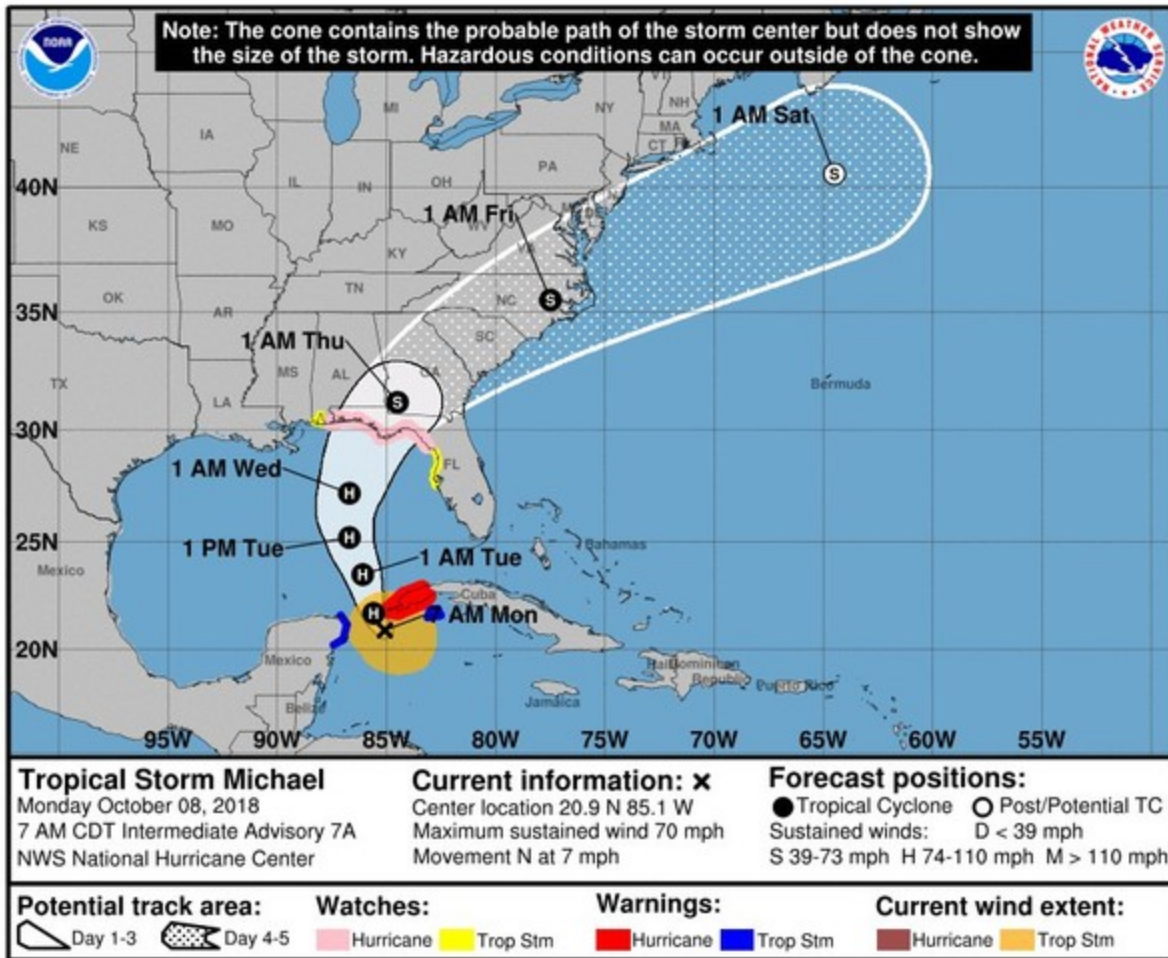 Note: The cone contains the probable path of the storm center but does not show
the size of the storm. Hazardous conditions can occur outside of the cone.
NOAA
NATIONAL WEATHER SERVICE
VT
NH
1 AM Sat
MI
NY
MA
CT
IA
NE
PA
IL
IN
OH
40N
1 AM Fri
S
KS
MO
WV
DE
VA
KY
OK
TN
NC
S
35N
AR
1 AM Thu
SC
MS
AL
GA
TX
LA
S
Bermuda
30N
1 AM Wed
FL
H
1 PM Tue
H
25N
1 AM Tue
Bahamas
Mexico
H
Cuba
H
AM Mon
20N
Mexico
Dominican
Republic
Puerto Rico
Belize
Jamaica
95W
90W
85W
80W
75W
70W
65W
60W
55W
Tropical Storm Michael
Monday October 08, 2018
7 AM CDT Intermediate Advisory 7A
NWS National Hurricane Center
Current information: ×
Center location 20.9 N 85.1 W
Maximum sustained wind 70 mph
Movement N at 7 mph
Forecast positions:
Tropical Cyclone Post/Potential TC
Sustained winds: D < 39 mph
S 39-73 mph H 74-110 mph M > 110 mph
Potential track area:
Day 1-3 Day 4-5
Watches:
Hurricane Trop Stm
Warnings:
Hurricane Trop Stm
Current wind extent:
Hurricane Trop Stm